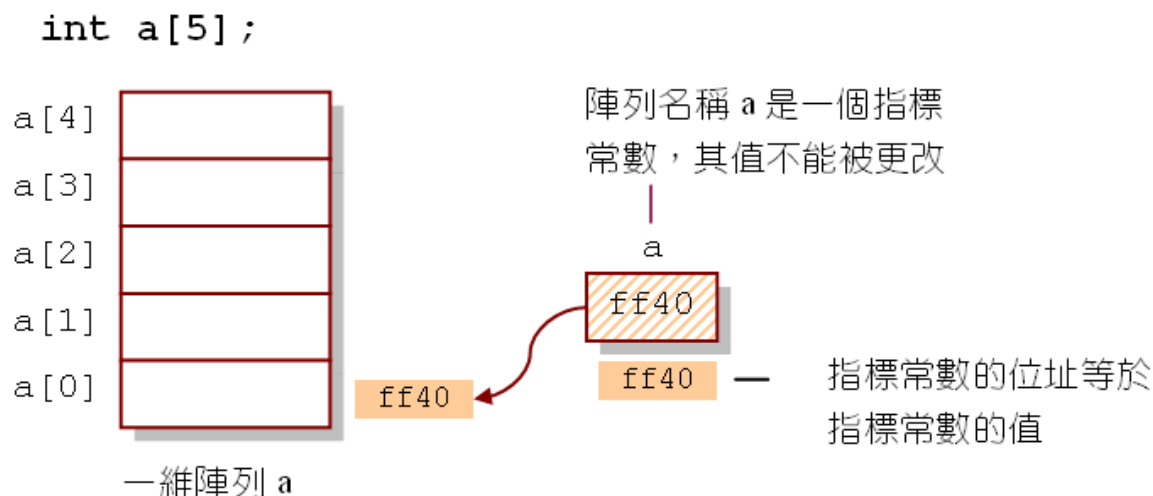 int a[5];
陣列名稱 a 是一個指標
常數，其值不能被更改
a[4]
a[3]
a[2]
a[1]
a[0]
a
ff40
ff40
ff40
指標常數的位址等於
指標常數的值
一維陣列 a